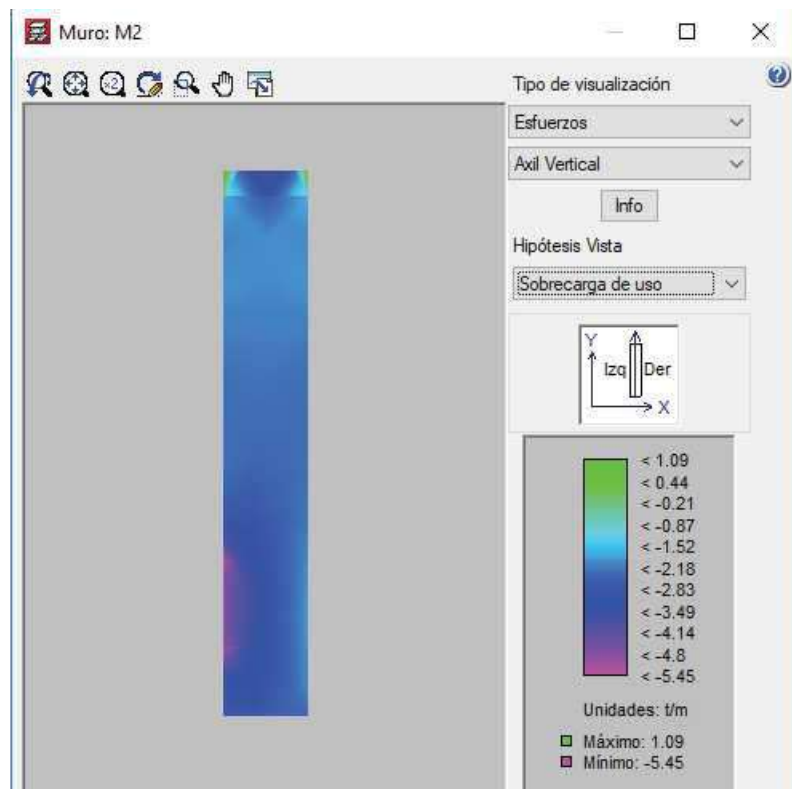 Muro: M2
x2
Tipo de visualización
Esfuerzos
Axil Vertical
Info
Hipótesis Vista
Sobrecarga de uso
Y
Izq Der
X
< 1.09
< 0.44
< -0.21
< -0.87
< -1.52
< -2.18
< -2.83
< -3.49
< -4.14
< -4.8
< -5.45
Unidades: t/m
Máximo: 1.09
Mínimo: -5.45